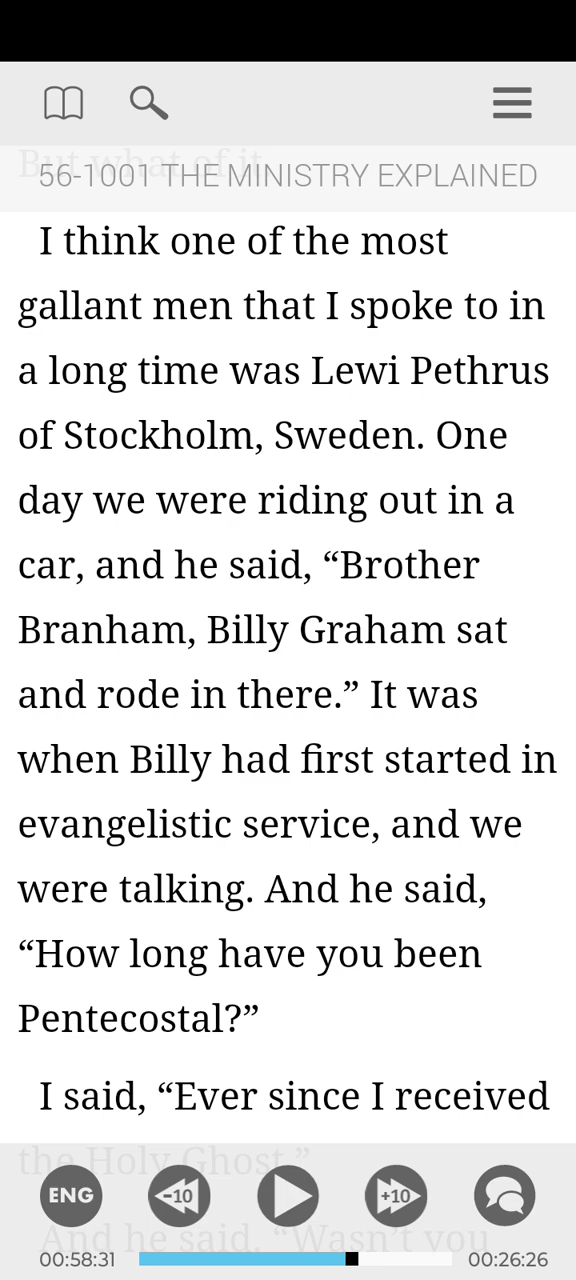 But what of it
56-1001 THE MINISTRY EXPLAINED
I think one of the most
gallant men that I spoke to in
a long time was Lewi Pethrus
of Stockholm, Sweden. One
day we were riding out in a
car, and he said, “Brother
Branham, Billy Graham sat
and rode in there.” It was
when Billy had first started in
evangelistic service, and we
were talking. And he said,
“How long have you been
Pentecostal?”
I said, “Ever since I received
the Holy Ghost.”
ENG -10 +10
And he said, “Wasn’t you
00:58:31 00:26:26